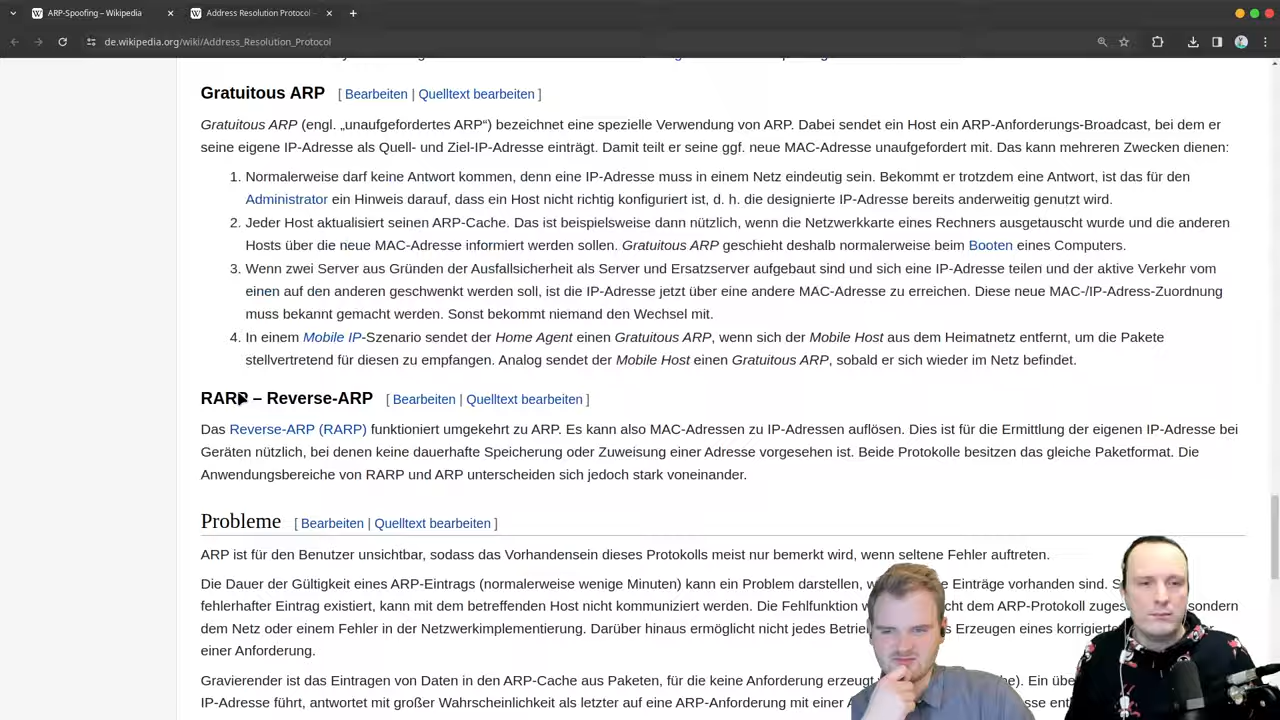 ARP-Spoofing – Wikipedia
Address Resolution Protocol –
de.wikipedia.org/wiki/Address_Resolution_Protocol
Gratuitous ARP [ Bearbeiten | Quelltext bearbeiten ]
Gratuitous ARP (engl. „unaufgefordertes ARP“) bezeichnet eine spezielle Verwendung von ARP. Dabei sendet ein Host ein ARP-Anforderungs-Broadcast, bei dem er
seine eigene IP-Adresse als Quell- und Ziel-IP-Adresse einträgt. Damit teilt er seine ggf. neue MAC-Adresse unaufgefordert mit. Das kann mehreren Zwecken dienen:
1. Normalerweise darf keine Antwort kommen, denn eine IP-Adresse muss in einem Netz eindeutig sein. Bekommt er trotzdem eine Antwort, ist das für den
Administrator ein Hinweis darauf, dass ein Host nicht richtig konfiguriert ist, d. h. die designierte IP-Adresse bereits anderweitig genutzt wird.
2. Jeder Host aktualisiert seinen ARP-Cache. Das ist beispielsweise dann nützlich, wenn die Netzwerkkarte eines Rechners ausgetauscht wurde und die anderen
Hosts über die neue MAC-Adresse informiert werden sollen. Gratuitous ARP geschieht deshalb normalerweise beim Booten eines Computers.
3. Wenn zwei Server aus Gründen der Ausfallsicherheit als Server und Ersatzserver aufgebaut sind und sich eine IP-Adresse teilen und der aktive Verkehr vom
einen auf den anderen geschwenkt werden soll, ist die IP-Adresse jetzt über eine andere MAC-Adresse zu erreichen. Diese neue MAC-/IP-Adress-Zuordnung
muss bekannt gemacht werden. Sonst bekommt niemand den Wechsel mit.
4. In einem Mobile IP-Szenario sendet der Home Agent einen Gratuitous ARP, wenn sich der Mobile Host aus dem Heimatnetz entfernt, um die Pakete
stellvertretend für diesen zu empfangen. Analog sendet der Mobile Host einen Gratuitous ARP, sobald er sich wieder im Netz befindet.
RARP – Reverse-ARP [ Bearbeiten | Quelltext bearbeiten ]
Das Reverse-ARP (RARP) funktioniert umgekehrt zu ARP. Es kann also MAC-Adressen zu IP-Adressen auflösen. Dies ist für die Ermittlung der eigenen IP-Adresse bei
Geräten nützlich, bei denen keine dauerhafte Speicherung oder Zuweisung einer Adresse vorgesehen ist. Beide Protokolle besitzen das gleiche Paketformat. Die
Anwendungsbereiche von RARP und ARP unterscheiden sich jedoch stark voneinander.
Probleme [ Bearbeiten | Quelltext bearbeiten ]
ARP ist für den Benutzer unsichtbar, sodass das Vorhandensein dieses Protokolls meist nur bemerkt wird, wenn seltene Fehler auftreten.
Die Dauer der Gültigkeit eines ARP-Eintrags (normalerweise wenige Minuten) kann ein Problem darstellen, Einträge vorhanden sind.
fehlerhafter Eintrag existiert, kann mit dem betreffenden Host nicht kommuniziert werden. Die Fehlfunktion dem ARP-Protokoll sondern
dem Netz oder einem Fehler in der Netzwerkimplementierung. Darüber hinaus ermöglicht nicht jedes Erzeugen eines
einer Anforderung.
Gravierender ist das Eintragen von Daten in den ARP-Cache aus Paketen, für die keine Anforderung erzeugt Ein
IP-Adresse führt, antwortet mit großer Wahrscheinlichkeit als letzter auf eine ARP-Anforderung mit einer